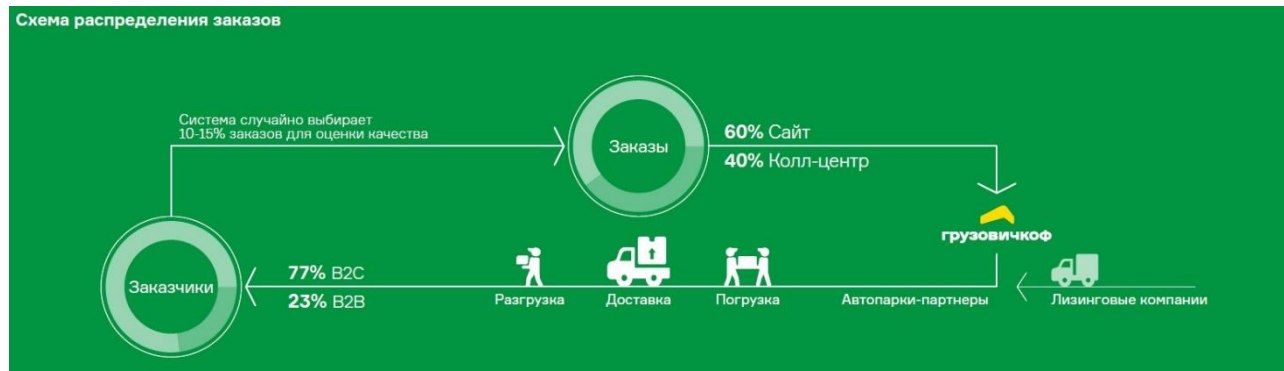 Схема распределения заказов
Система случайно выбирает
10-15% заказов для оценки качества
Заказы
60% Сайт
40% Колл-центр
грузовичкоф
Заказчики
77% B2C
23% B2B
Разгрузка
Доставка
Погрузка
Автопарки-партнеры
Лизинговые компании